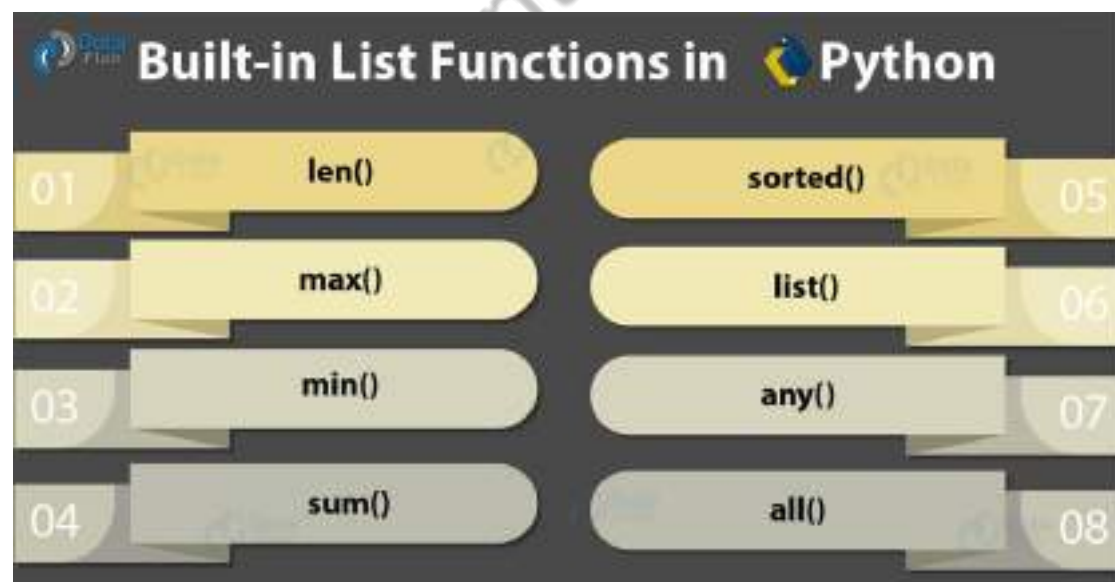 Built-in List Functions in Python
01 len()
02 max()
03 min()
04 sum()
sorted() 05
list() 06
any() 07
all() 08